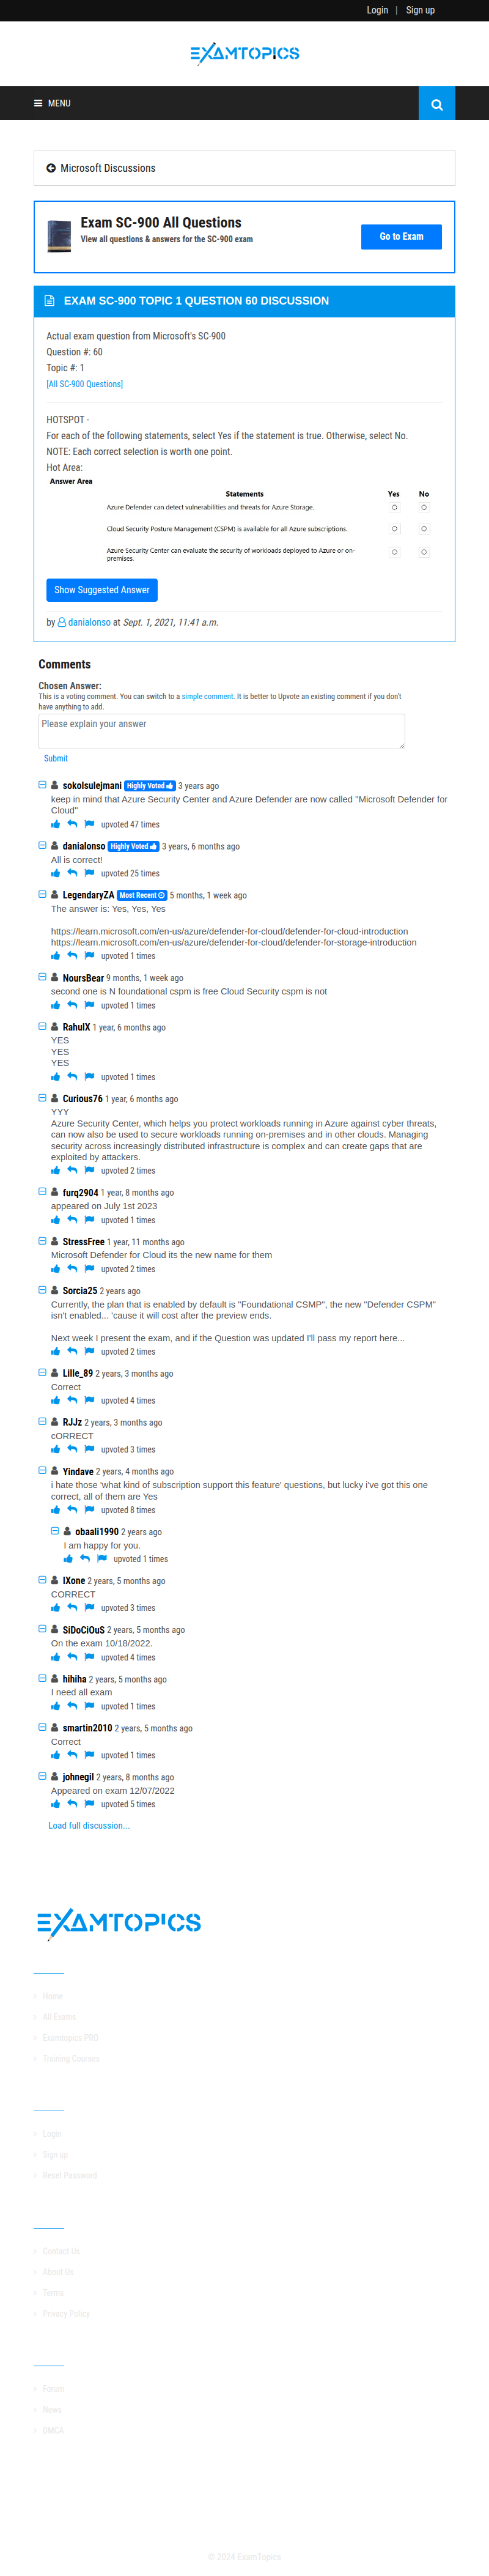 Login | Sign up
EXAMTOPICS
MENU
Microsoft Discussions
Exam SC-900 All Questions
View all questions & answers for the SC-900 exam
Go to Exam
EXAM SC-900 TOPIC 1 QUESTION 60 DISCUSSION
Actual exam question from Microsoft's SC-900
Question #: 60
Topic #: 1
[All SC-900 Questions]
HOTSPOT -
For each of the following statements, select Yes if the statement is true. Otherwise, select No.
NOTE: Each correct selection is worth one point.
Hot Area:
Answer Area
Statements Yes No
Azure Defender can detect vulnerabilities and threats for Azure Storage.
Cloud Security Posture Management (CSPM) is available for all Azure subscriptions.
Azure Security Center can evaluate the security of workloads deployed to Azure or on-
premises.
Show Suggested Answer
by danialonso at Sept. 1, 2021, 11:41 a.m.
Comments
Chosen Answer:
This is a voting comment. You can switch to a simple comment. It is better to Upvote an existing comment if you don't
have anything to add.
Please explain your answer
Submit
sokolsulejmani Highly Voted 3 years ago
keep in mind that Azure Security Center and Azure Defender are now called "Microsoft Defender for
Cloud"
upvoted 47 times
danialonso Highly Voted 3 years, 6 months ago
All is correct!
upvoted 25 times
LegendaryZA Most Recent 5 months, 1 week ago
The answer is: Yes, Yes, Yes
https://learn.microsoft.com/en-us/azure/defender-for-cloud/defender-for-cloud-introduction
https://learn.microsoft.com/en-us/azure/defender-for-cloud/defender-for-storage-introduction
upvoted 1 times
NoursBear 9 months, 1 week ago
second one is N foundational cspm is free Cloud Security cspm is not
upvoted 1 times
RahulX 1 year, 6 months ago
YES
YES
YES
upvoted 1 times
Curious76 1 year, 6 months ago
YYY
Azure Security Center, which helps you protect workloads running in Azure against cyber threats,
can now also be used to secure workloads running on-premises and in other clouds. Managing
security across increasingly distributed infrastructure is complex and can create gaps that are
exploited by attackers.
upvoted 2 times
furq2904 1 year, 8 months ago
appeared on July 1st 2023
upvoted 1 times
StressFree 1 year, 11 months ago
Microsoft Defender for Cloud its the new name for them
upvoted 2 times
Sorcia25 2 years ago
Currently, the plan that is enabled by default is "Foundational CSMP", the new "Defender CSPM"
isn't enabled... 'cause it will cost after the preview ends.
Next week I present the exam, and if the Question was updated I'll pass my report here...
upvoted 2 times
Lille_89 2 years, 3 months ago
Correct
upvoted 4 times
RJJz 2 years, 3 months ago
cORRECT
upvoted 3 times
Yindave 2 years, 4 months ago
i hate those 'what kind of subscription support this feature' questions, but lucky i've got this one
correct, all of them are Yes
upvoted 8 times
obaali1990 2 years ago
I am happy for you.
upvoted 1 times
IXone 2 years, 5 months ago
CORRECT
upvoted 3 times
SiDoCiOuS 2 years, 5 months ago
On the exam 10/18/2022.
upvoted 4 times
hihiha 2 years, 5 months ago
I need all exam
upvoted 1 times
smartin2010 2 years, 5 months ago
Correct
upvoted 1 times
johnegil 2 years, 8 months ago
Appeared on exam 12/07/2022
upvoted 5 times
Load full discussion...
EXAMTOPICS
Home
All Exams
Examtopics PRO
Training Courses
Login
Sign up
Reset Password
Contact Us
About Us
Terms
Privacy Policy
Forum
News
DMCA
© 2024 ExamTopics